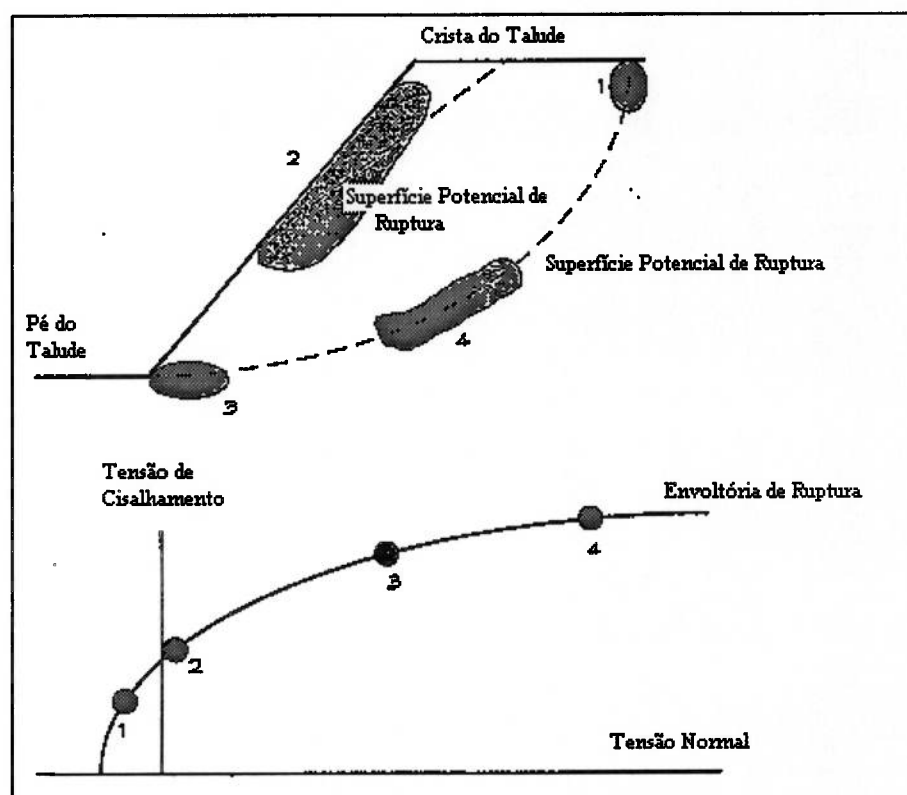 Crista do Talude
1
2
Superfície Potencial de
Ruptura
Superfície Potencial de Ruptura
Pé do
Talude
4
3
Tensão de
Cisalhamento
Envoltória de Ruptura
4
3
2
1
Tensão Normal